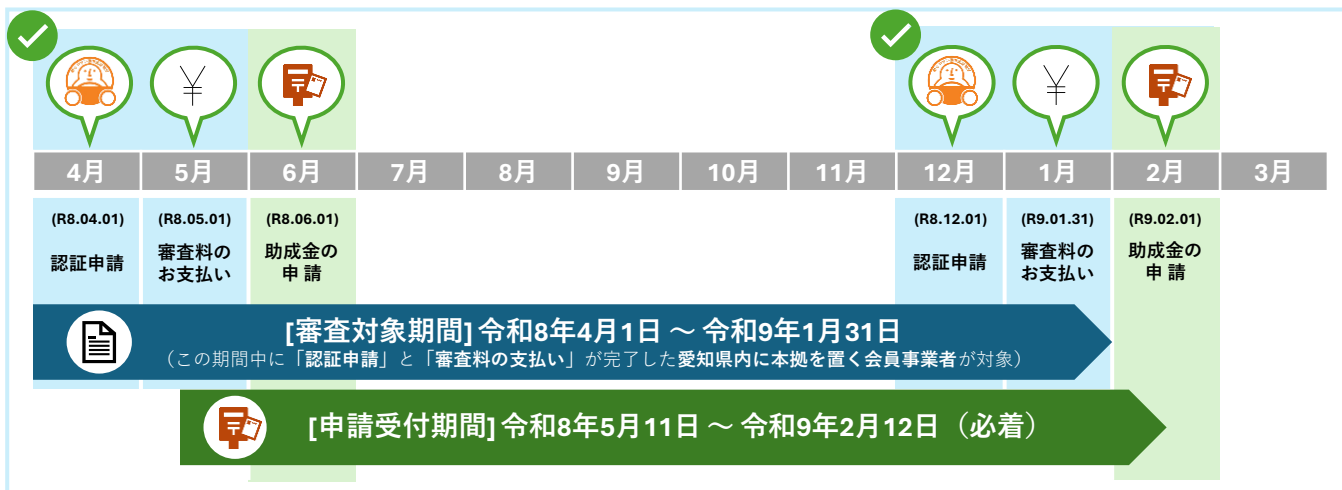 ¥
〒
¥
〒
4月 5月 6月 7月 8月 9月 10月 11月 12月 1月 2月 3月
(R8.04.01)
認証申請
(R8.05.01)
審査料の
お支払い
(R8.06.01)
助成金の
申 請
(R8.12.01)
認証申請
(R9.01.31)
審査料の
お支払い
(R9.02.01)
助成金の
申 請
[審査対象期間] 令和8年4月1日 ～ 令和9年1月31日
（この期間中に「認証申請」と「審査料の支払い」が完了した愛知県内に本拠を置く会員事業者が対象）
〒
[申請受付期間] 令和8年5月11日 ～ 令和9年2月12日（必着）